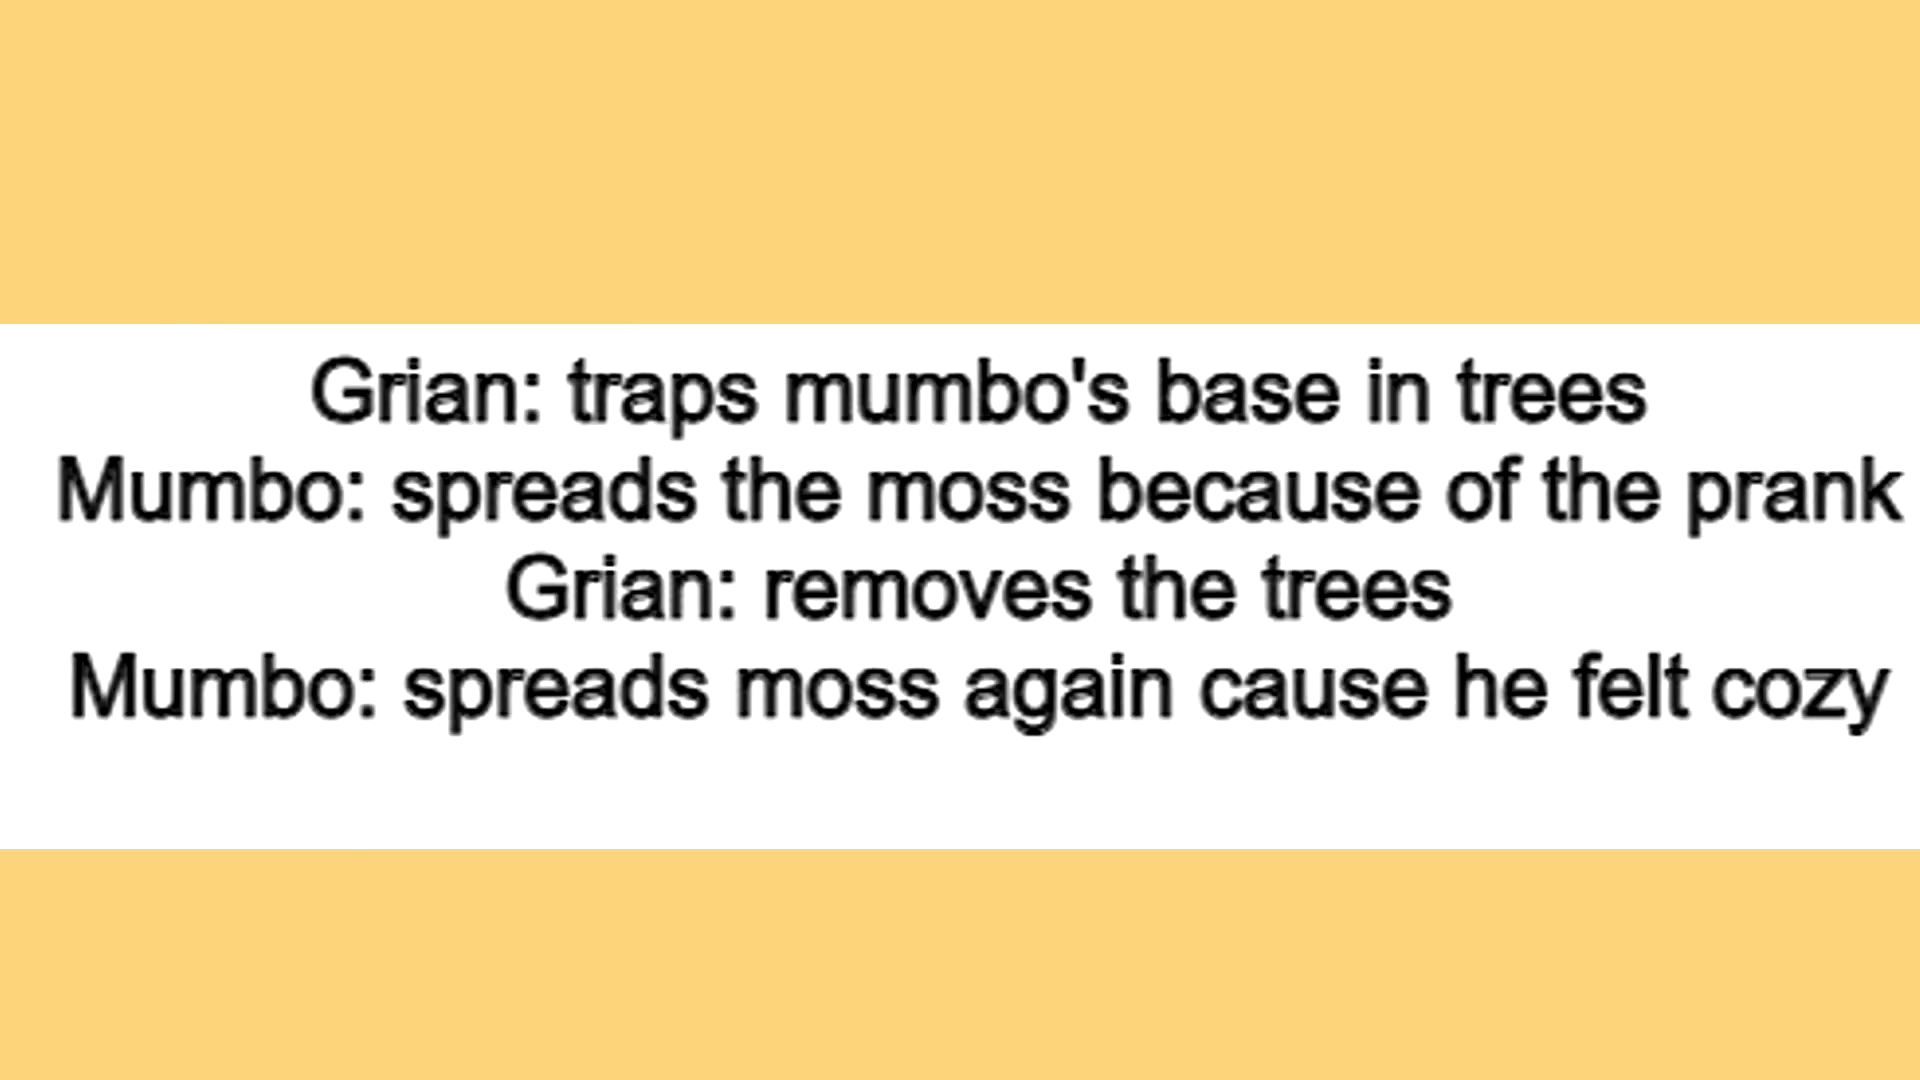 Grian: traps mumbo's base in trees
Mumbo: spreads the moss because of the prank
Grian: removes the trees
Mumbo: spreads moss again cause he felt cozy